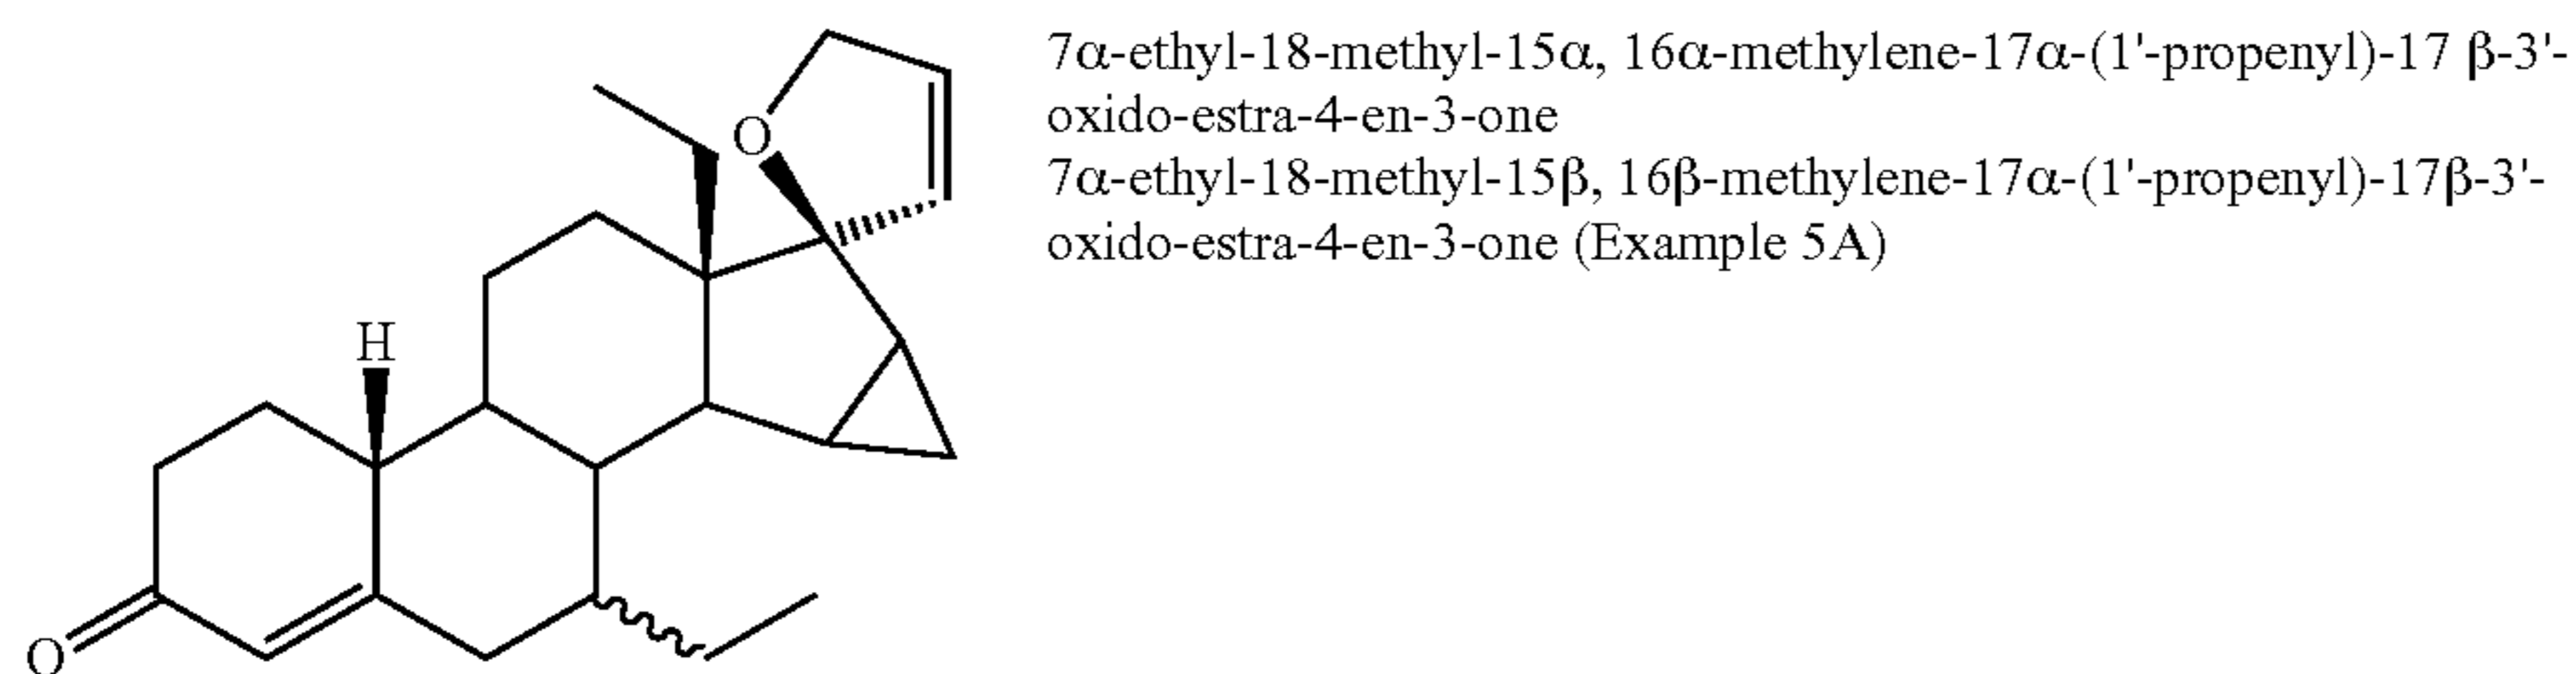 7α-ethyl-18-methyl-15α, 16α-methylene-17α-(1'-propenyl)-17 β-3'-
oxido-estra-4-en-3-one
7α-ethyl-18-methyl-15β, 16β-methylene-17α-(1'-propenyl)-17β-3'-
oxido-estra-4-en-3-one (Example 5A)
O
H
O